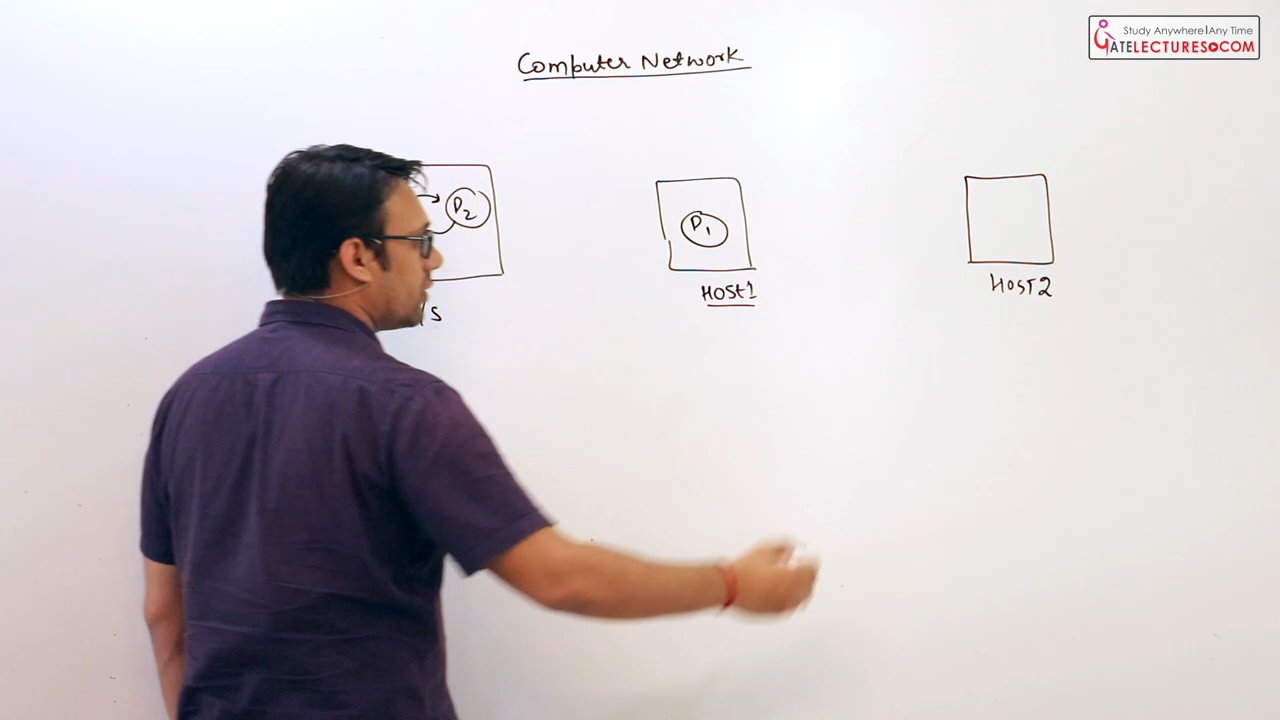 Study Anywhere|Any Time
GATELECTURES.COM
Computer Network
P2
P1
/s
HOST1
HOST2